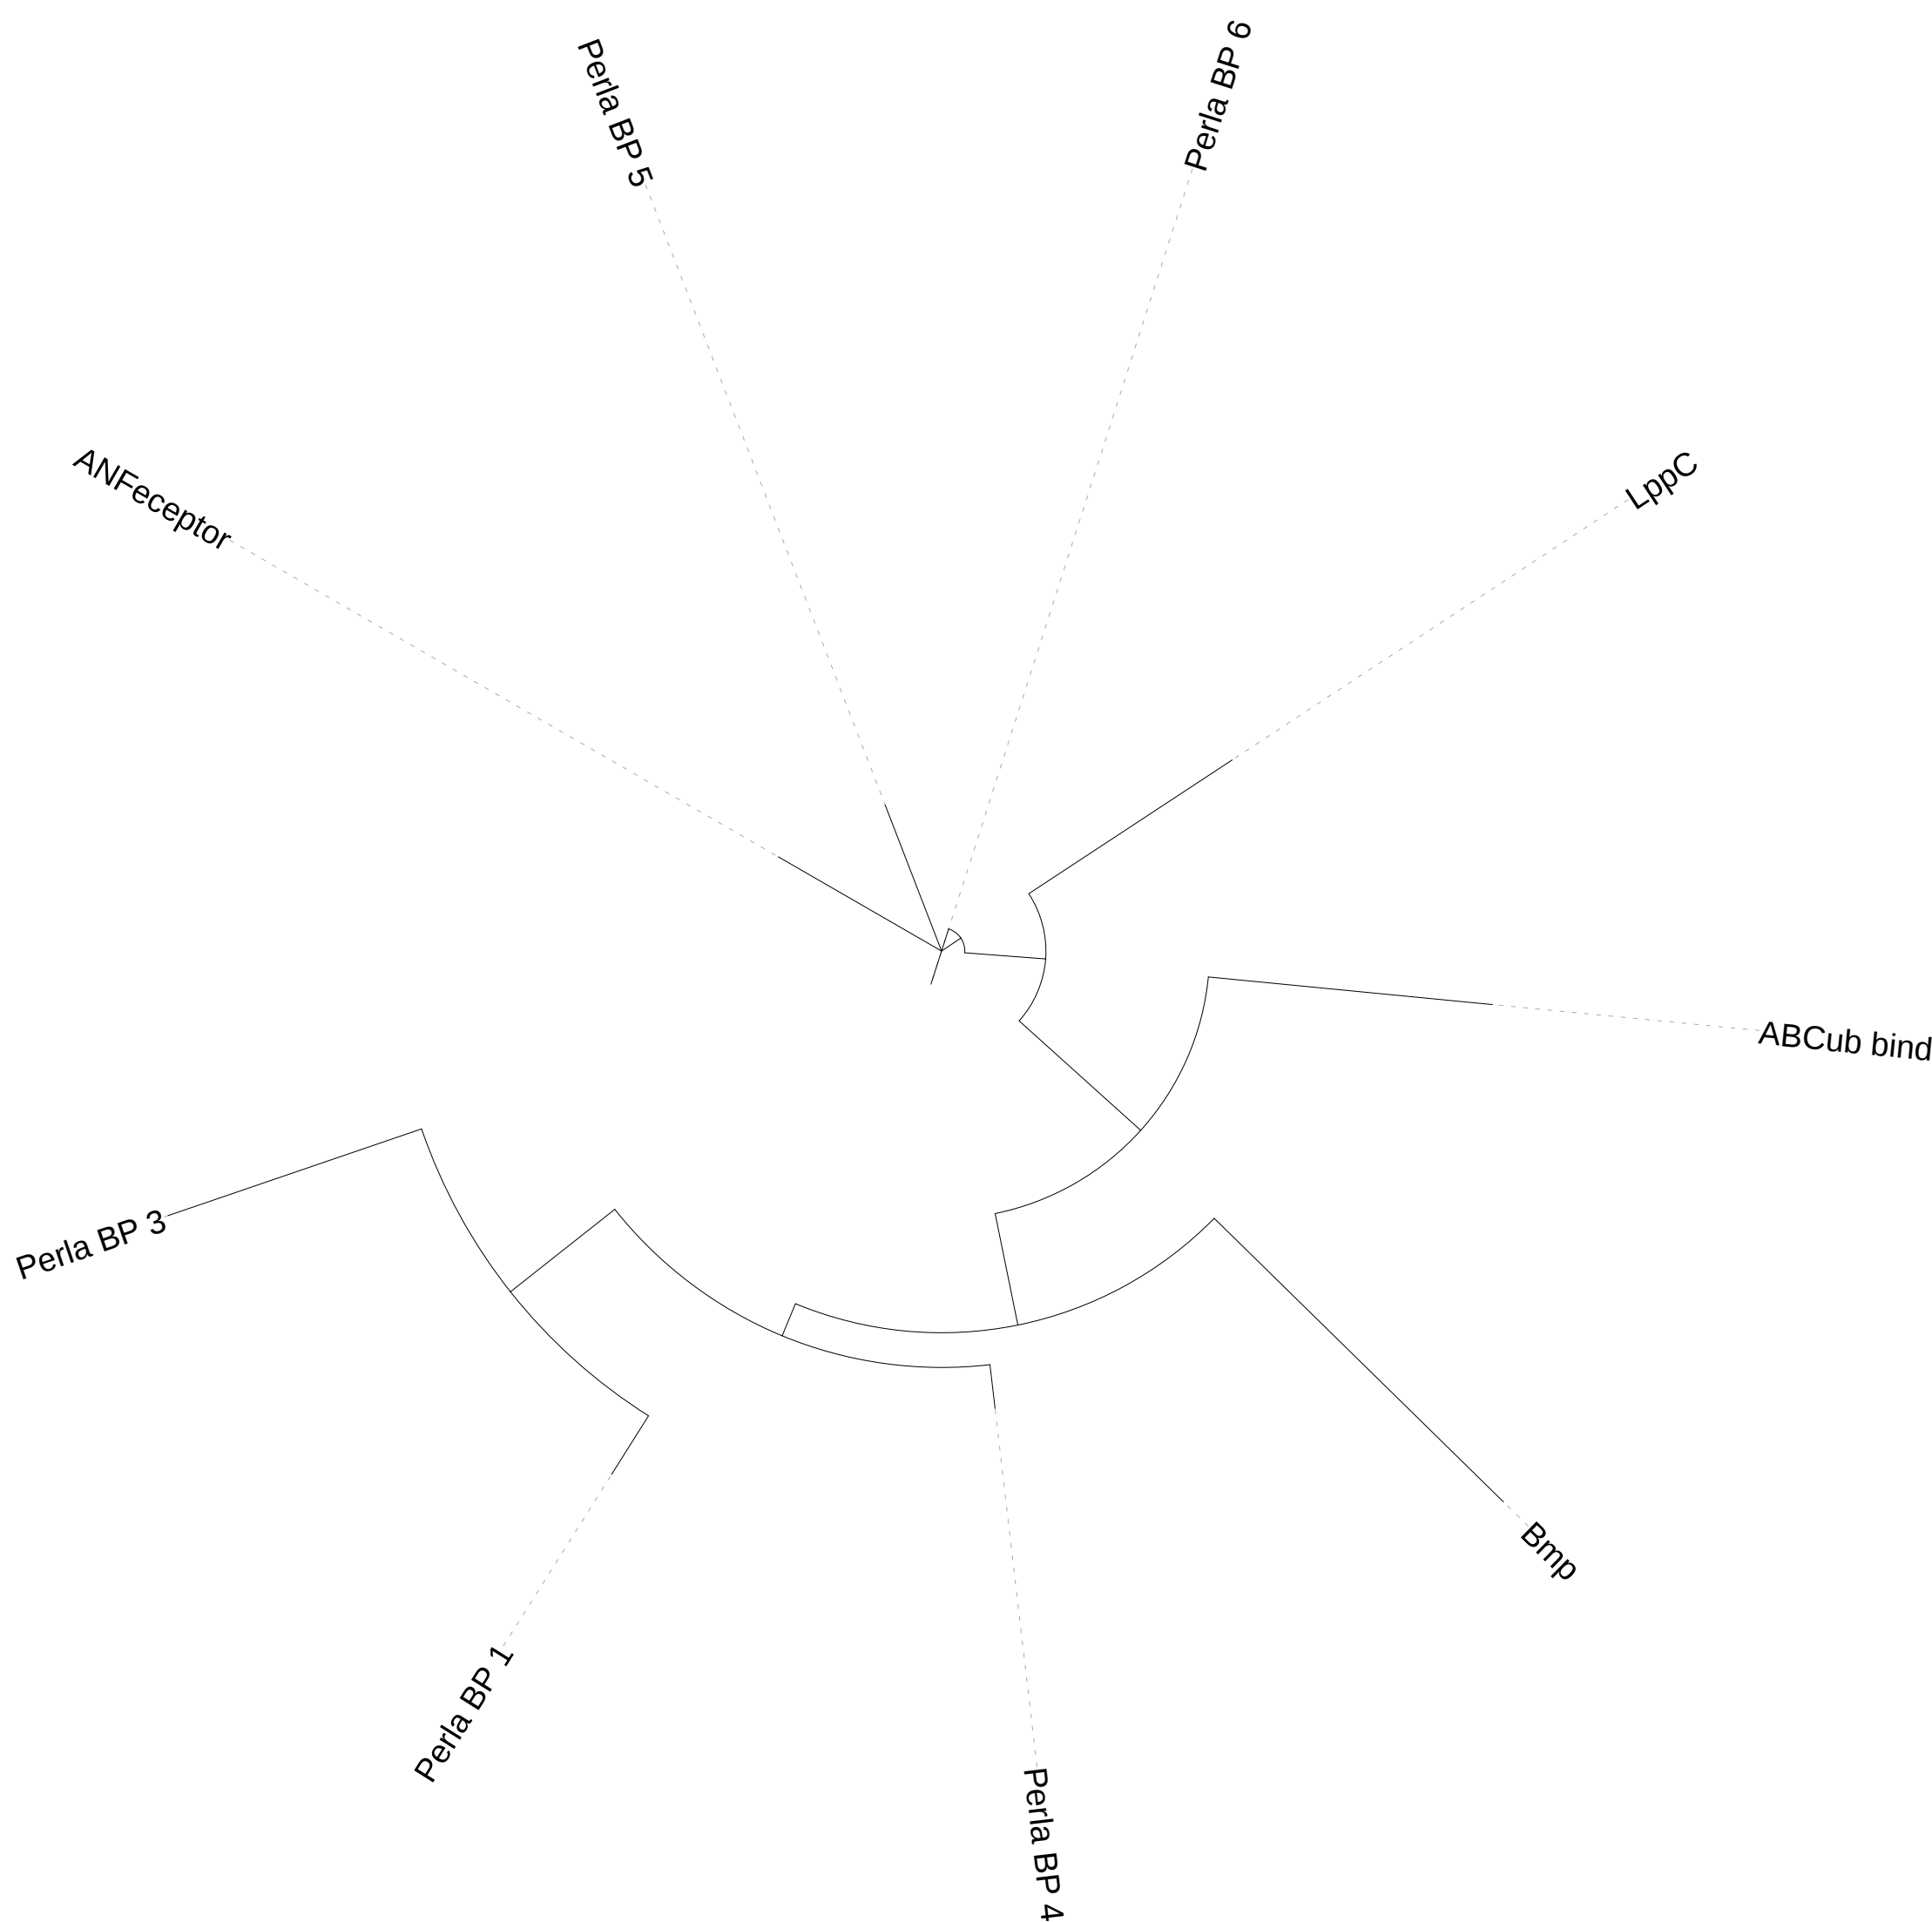 Perla BP 6
Perla BP 5
LppC
ANFeceptor
ABCub bind
Perla BP 3
Bmp
Perla BP 1
Perla BP 4